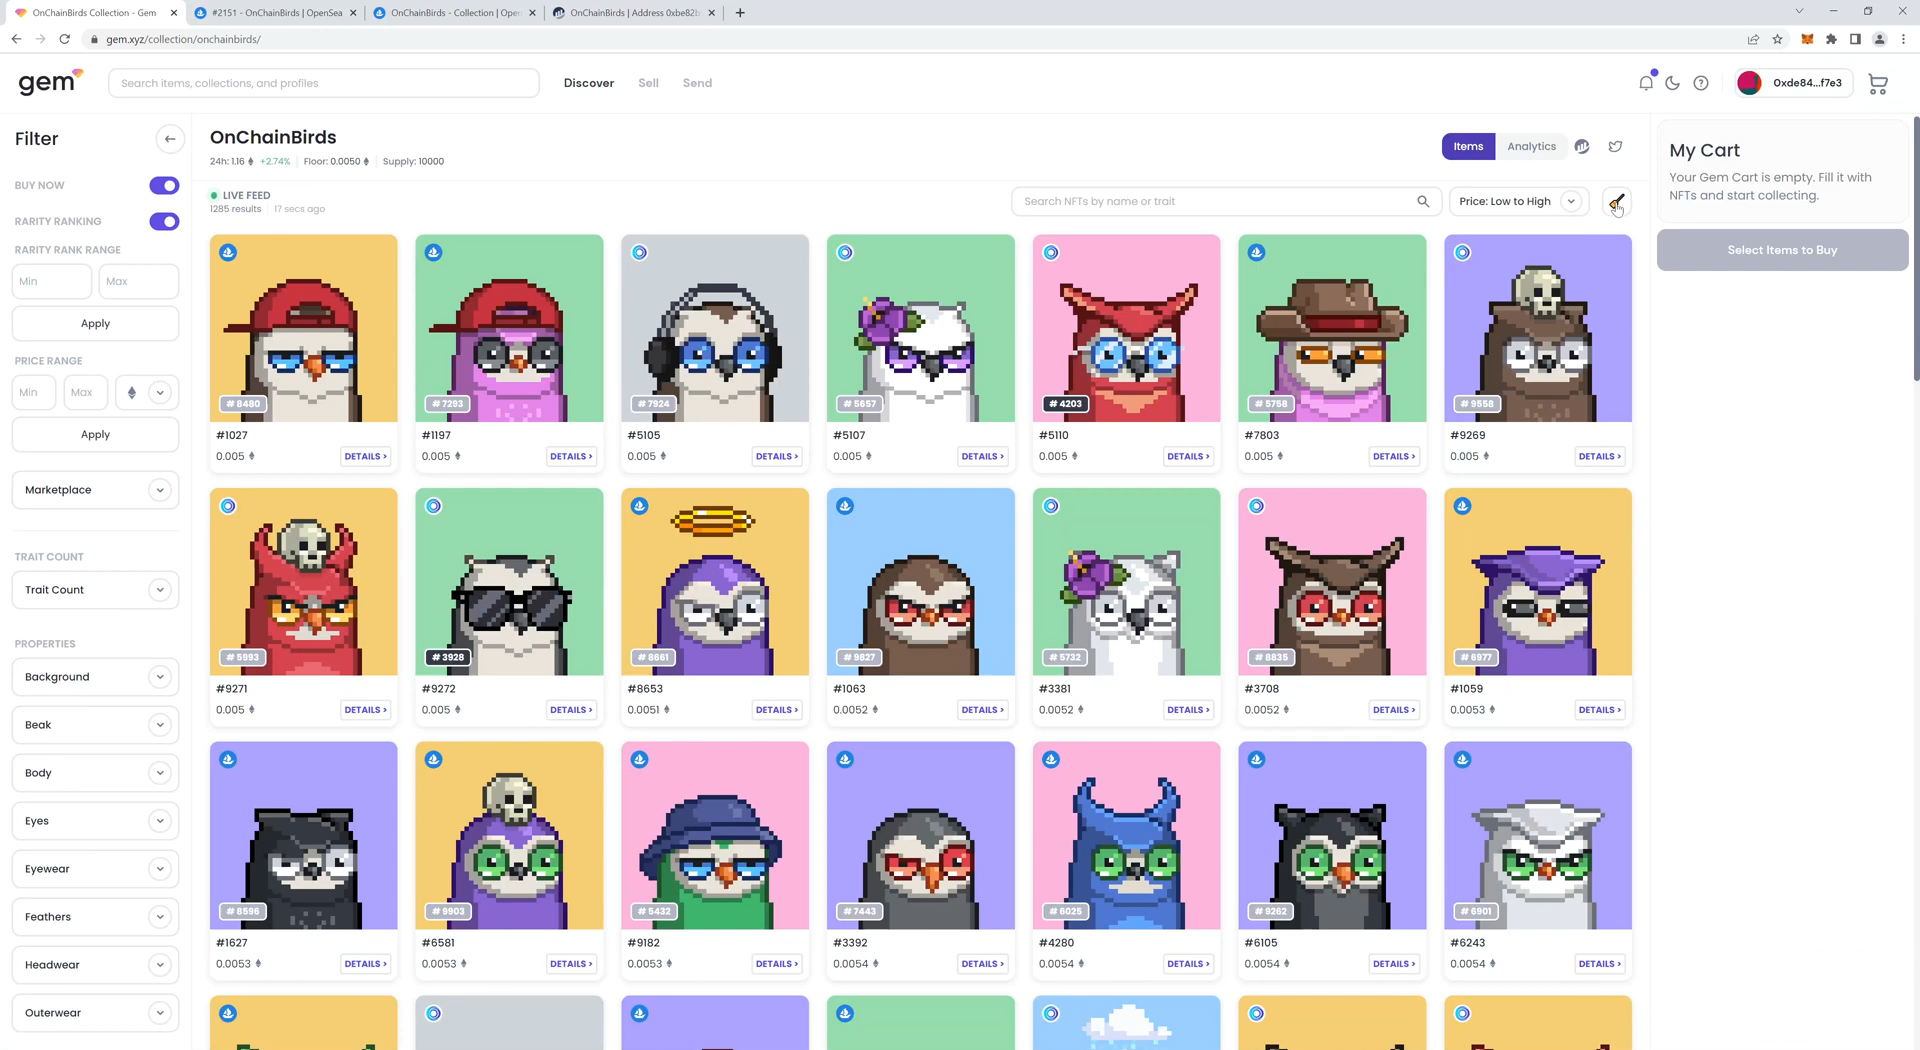 OnChainBirds Collection - Gem
#2151 - OnChainBirds | OpenSea
OnChainBirds - Collection | Open
OnChainBirds | Address 0xbe82b
gem.xyz/collection/onchainbirds/
gem
Search items, collections, and profiles
Discover
Sell
Send
0xde84...f7e3
Filter
BUY NOW
RARITY RANKING
RARITY RANK RANGE
Min
Max
Apply
PRICE RANGE
Min
Max
Apply
Marketplace
TRAIT COUNT
Trait Count
PROPERTIES
Background
Beak
Body
Eyes
Eyewear
Feathers
Headwear
Outerwear
OnChainBirds
24h: 1.16 +2.74% Floor: 0.0050 Supply: 10000
Items
Analytics
LIVE FEED
1285 results 17 secs ago
Search NFTs by name or trait
Price: Low to High
# 8480
# 7293
# 7924
# 5657
# 4203
# 5758
# 9558
#1027
#1197
#5105
#5107
#5110
#7803
#9269
0.005 DETAILS >
0.005 DETAILS >
0.005 DETAILS >
0.005 DETAILS >
0.005 DETAILS >
0.005 DETAILS >
0.005 DETAILS >
# 5993
# 3928
# 8661
# 9827
# 5732
# 8835
# 6977
#9271
#9272
#8653
#1063
#3381
#3708
#1059
0.005 DETAILS >
0.005 DETAILS >
0.0051 DETAILS >
0.0052 DETAILS >
0.0052 DETAILS >
0.0052 DETAILS >
0.0053 DETAILS >
# 8596
# 9903
# 5432
# 7443
# 6025
# 9262
# 6901
#1627
#6581
#9182
#3392
#4280
#6105
#6243
0.0053 DETAILS >
0.0053 DETAILS >
0.0053 DETAILS >
0.0054 DETAILS >
0.0054 DETAILS >
0.0054 DETAILS >
0.0054 DETAILS >
My Cart
Your Gem Cart is empty. Fill it with
NFTs and start collecting.
Select Items to Buy